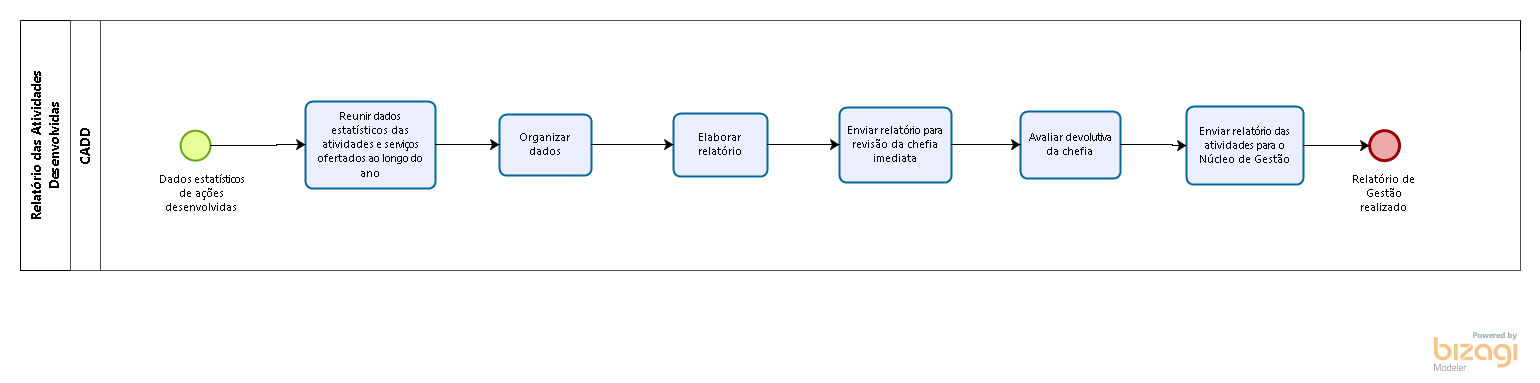 Relatório das Atividades
Desenvolvidas
CADD
Dados estatísticos
de ações
desenvolvidas
Reunir dados
estatísticos das
atividades e serviços
ofertados ao longo do
ano
Organizar
dados
Elaborar
relatório
Enviar relatório para
revisão da chefia
imediata
Avaliar devolutiva
da chefia
Enviar relatório das
atividades para o
Núcleo de Gestão
Relatório de
Gestão
realizado
Powered by
bizagi
Modeler